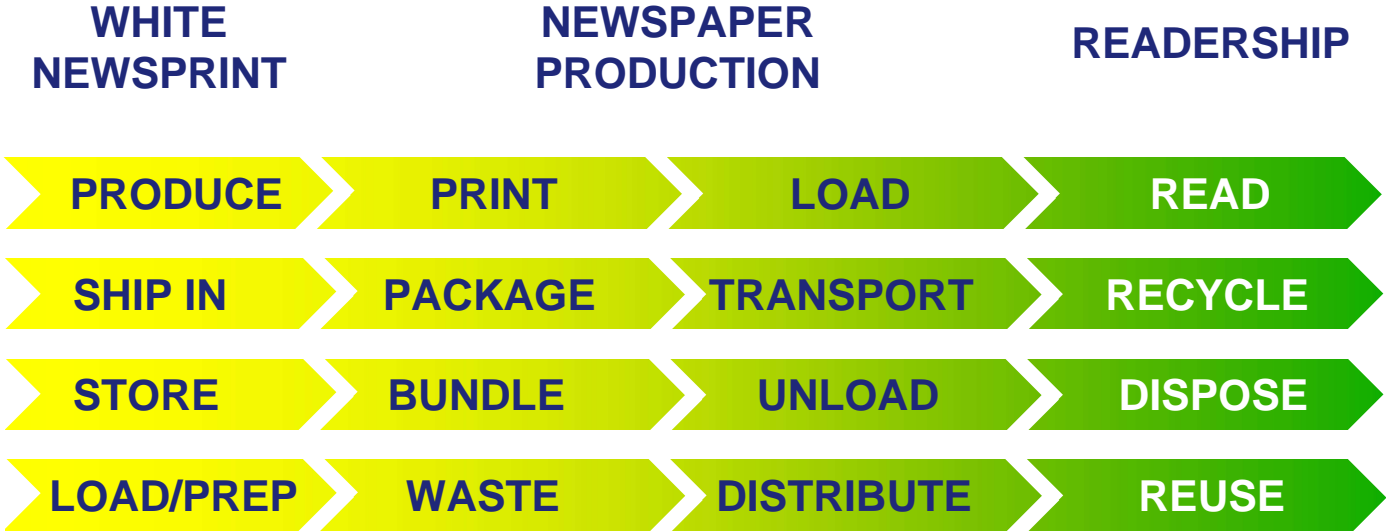 WHITE
NEWSPRINT
NEWSPAPER
PRODUCTION
READERSHIP
PRODUCE PRINT LOAD READ
SHIP IN PACKAGE TRANSPORT RECYCLE
STORE BUNDLE UNLOAD DISPOSE
LOAD/PREP WASTE DISTRIBUTE REUSE